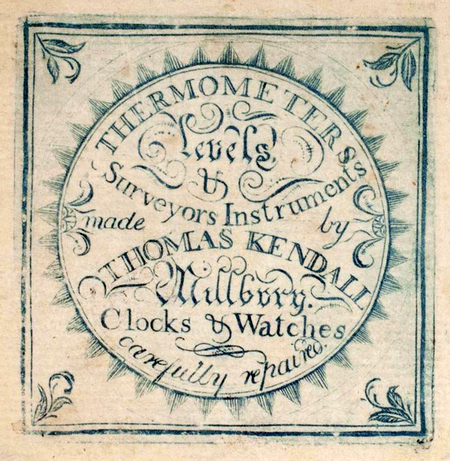 THERMOMETERS
Levels
&
Surveyors Instruments
made by
THOMAS KENDALL
Millbury.
Clocks & Watches
carefully repaired.